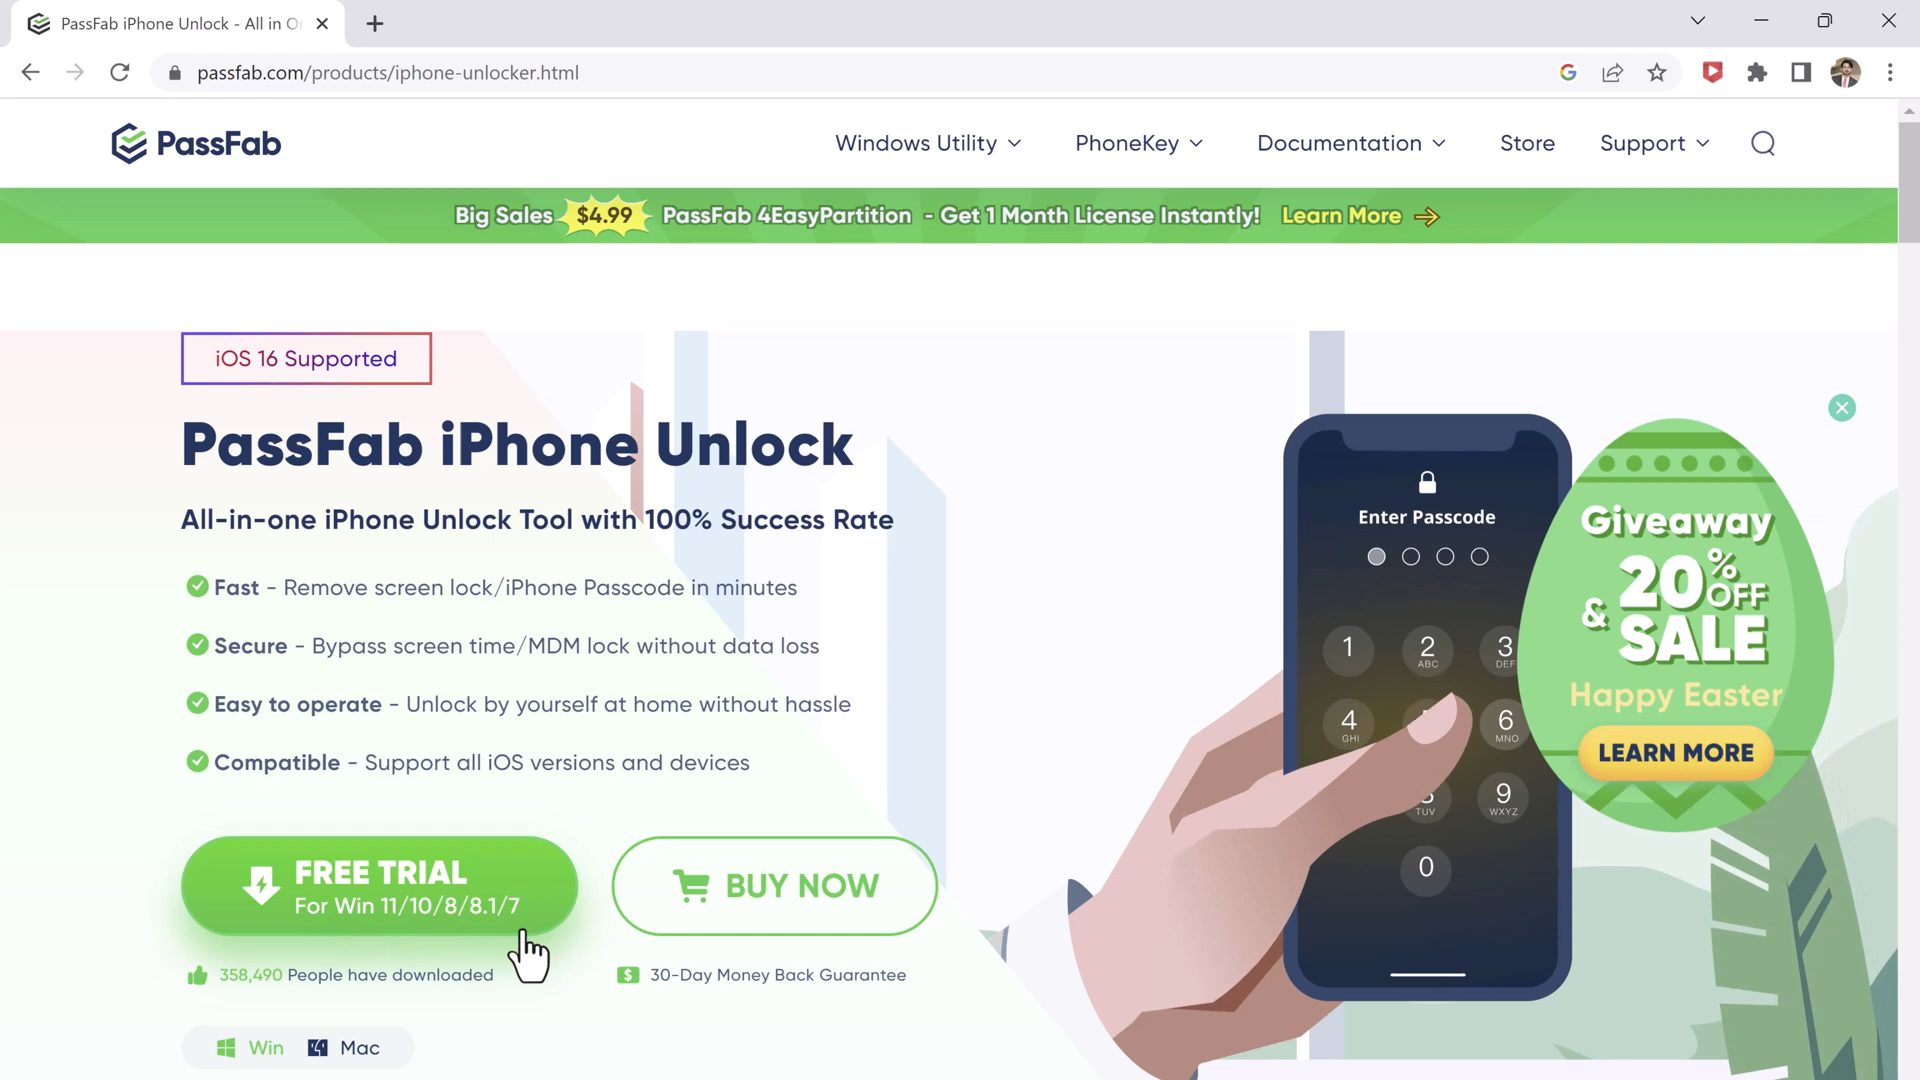 PassFab iPhone Unlock - All in O
passfab.com/products/iphone-unlocker.html
PassFab
Windows Utility
PhoneKey
Documentation
Store
Support
Big Sales $4.99 PassFab 4EasyPartition - Get 1 Month License Instantly! Learn More
iOS 16 Supported
PassFab iPhone Unlock
All-in-one iPhone Unlock Tool with 100% Success Rate
Fast - Remove screen lock/iPhone Passcode in minutes
Secure - Bypass screen time/MDM lock without data loss
Easy to operate - Unlock by yourself at home without hassle
Compatible - Support all iOS versions and devices
FREE TRIAL
For Win 11/10/8/8.1/7
BUY NOW
358,490 People have downloaded
30-Day Money Back Guarantee
Win
Mac
Enter Passcode
1
2
ABC
3
DEF
4
GHI
6
MNO
TUV
9
WXYZ
0
Giveaway
& 20% OFF
SALE
Happy Easter
LEARN MORE